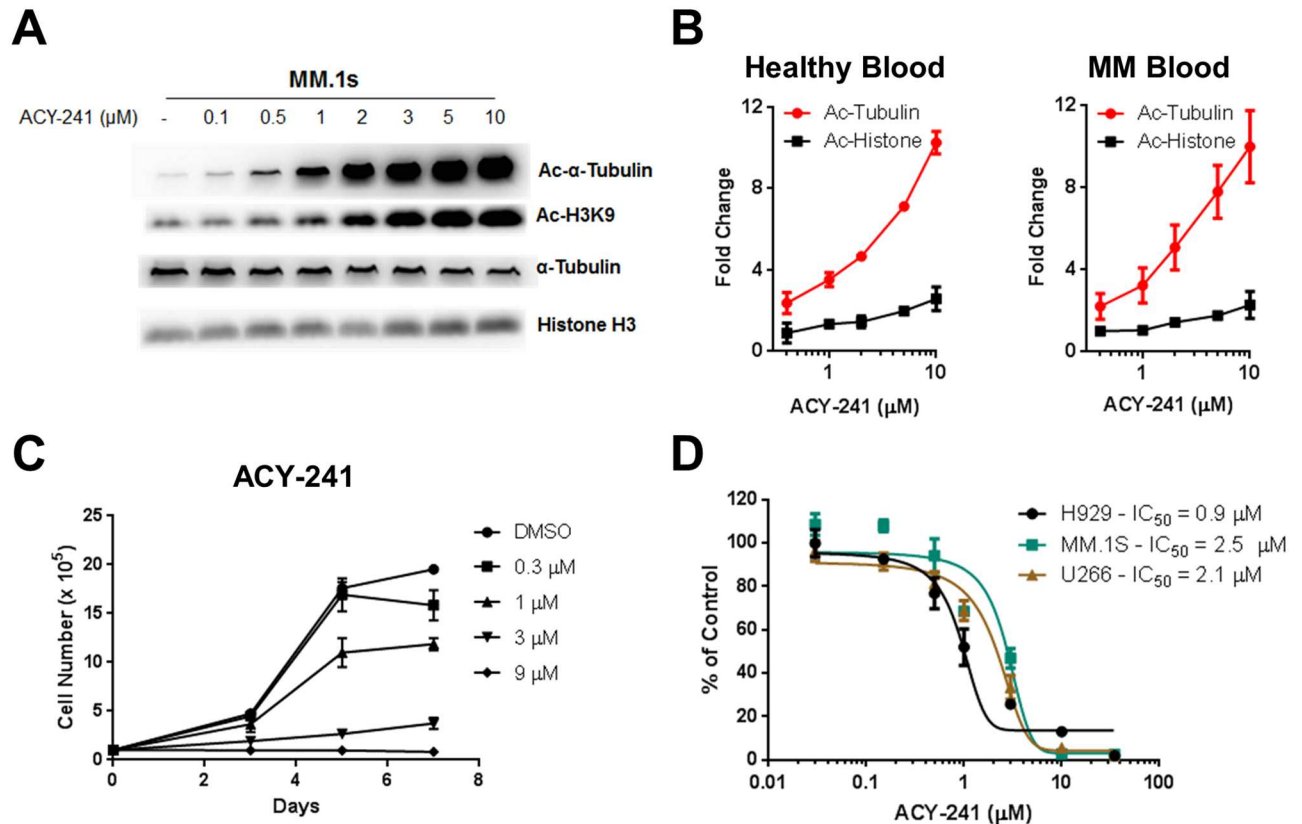 A
MM.1s
ACY-241 (µM) - 0.1 0.5 1 2 3 5 10
Ac-α-Tubulin
Ac-H3K9
α-Tubulin
Histone H3
B
Healthy Blood
Ac-Tubulin
Ac-Histone
Fold Change
12
8
4
0
1 10
ACY-241 (µM)
MM Blood
Ac-Tubulin
Ac-Histone
Fold Change
12
8
4
0
1 10
ACY-241 (µM)
C
ACY-241
Cell Number (x 10⁵)
25
20
15
10
5
0
0 2 4 6 8
Days
DMSO
0.3 µM
1 µM
3 µM
9 µM
D
% of Control
120
100
80
60
40
20
0
0.01 0.1 1 10 100
ACY-241 (µM)
H929 - IC₅₀ = 0.9 µM
MM.1S - IC₅₀ = 2.5 µM
U266 - IC₅₀ = 2.1 µM